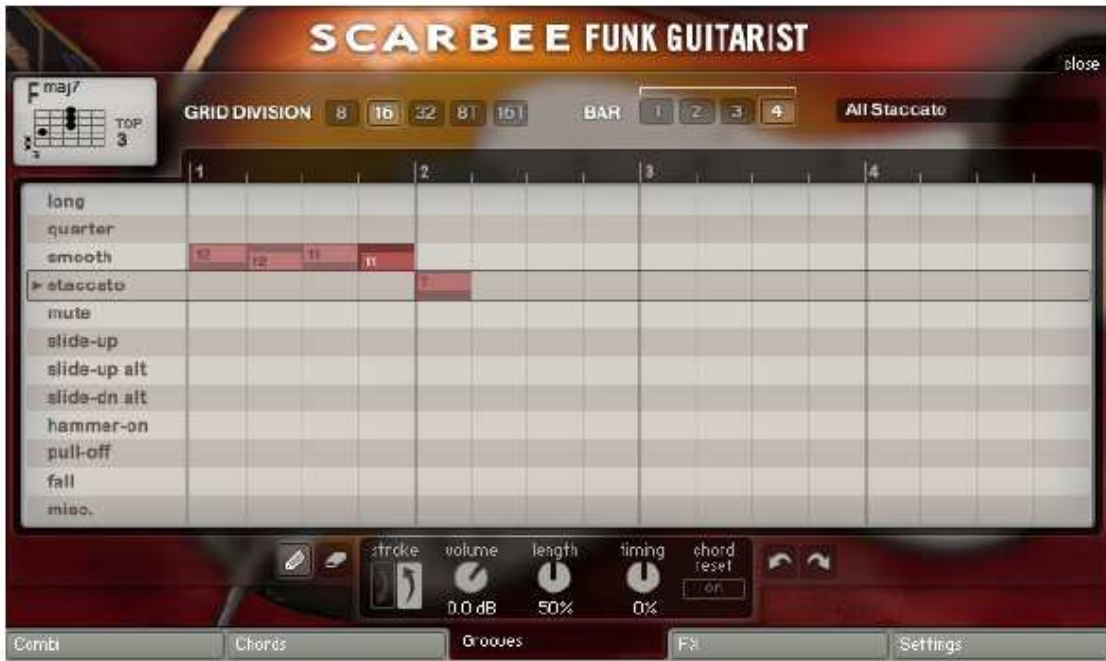 SCARBEE FUNK GUITARIST
close
F maj7
TOP
3
3
GRID DIVISION 8 16 32 8T 16T BAR 1 2 3 4 All Staccato
1 2 3 4
long
quarter
smooth 12 12 11 11
staccato 7
mute
slide-up
slide-up alt
slide-dn alt
hammer-on
pull-off
fall
misc.
stroke volume length timing chord reset
on
0.0 dB 50% 0%
Combi Chords Grooves FX Settings